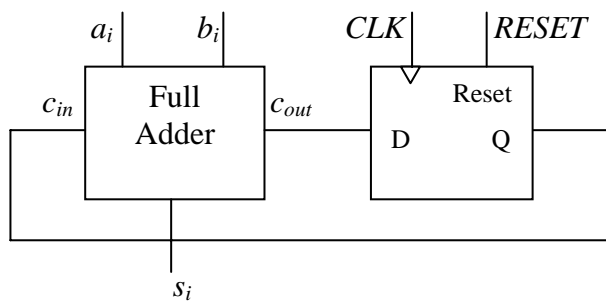 a_i b_i CLK RESET
c_in Full Adder c_out Reset
D Q
s_i